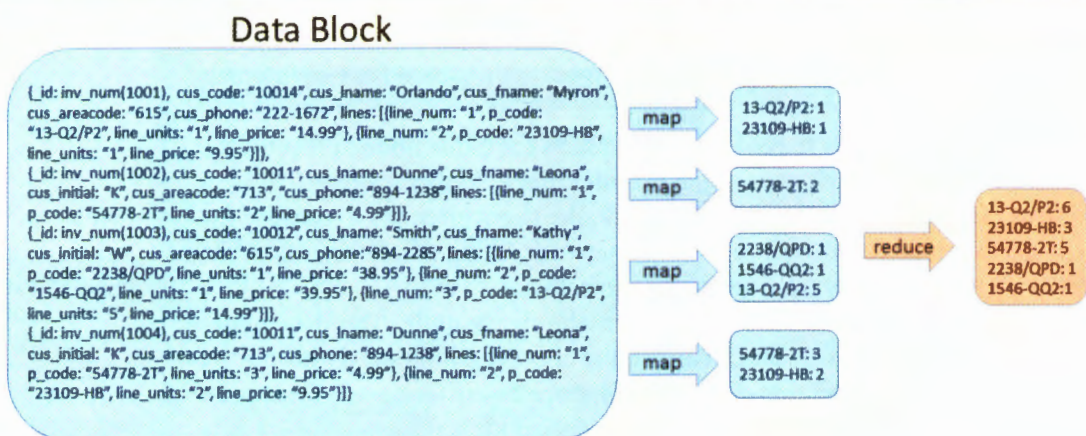 Data Block
{_id: inv_num(1001), cus_code: "10014", cus_lname: "Orlando", cus_fname: "Myron",
cus_areacode: "615", cus_phone: "222-1672", lines: [{line_num: "1", p_code:
"13-Q2/P2", line_units: "1", line_price: "14.99"}, {line_num: "2", p_code: "23109-HB",
line_units: "1", line_price: "9.95"}]},
{_id: inv_num(1002), cus_code: "10011", cus_lname: "Dunne", cus_fname: "Leona",
cus_initial: "K", cus_areacode: "713", "cus_phone: "894-1238", lines: [{line_num: "1",
p_code: "54778-2T", line_units: "2", line_price: "4.99"}]},
{_id: inv_num(1003), cus_code: "10012", cus_lname: "Smith", cus_fname: "Kathy",
cus_initial: "W", cus_areacode: "615", cus_phone:"894-2285", lines: [{line_num: "1",
p_code: "2238/QPD", line_units: "1", line_price: "38.95"}, {line_num: "2", p_code:
"1546-QQ2", line_units: "1", line_price: "39.95"}, {line_num: "3", p_code: "13-Q2/P2",
line_units: "5", line_price: "14.99"}]},
{_id: inv_num(1004), cus_code: "10011", cus_lname: "Dunne", cus_fname: "Leona",
cus_initial: "K", cus_areacode: "713", cus_phone: "894-1238", lines: [{line_num: "1",
p_code: "54778-2T", line_units: "3", line_price: "4.99"}, {line_num: "2", p_code:
"23109-HB", line_units: "2", line_price: "9.95"}]}
map
13-Q2/P2: 1
23109-HB: 1
map
54778-2T: 2
map
2238/QPD: 1
1546-QQ2: 1
13-Q2/P2: 5
map
54778-2T: 3
23109-HB: 2
reduce
13-Q2/P2: 6
23109-HB: 3
54778-2T: 5
2238/QPD: 1
1546-QQ2:1